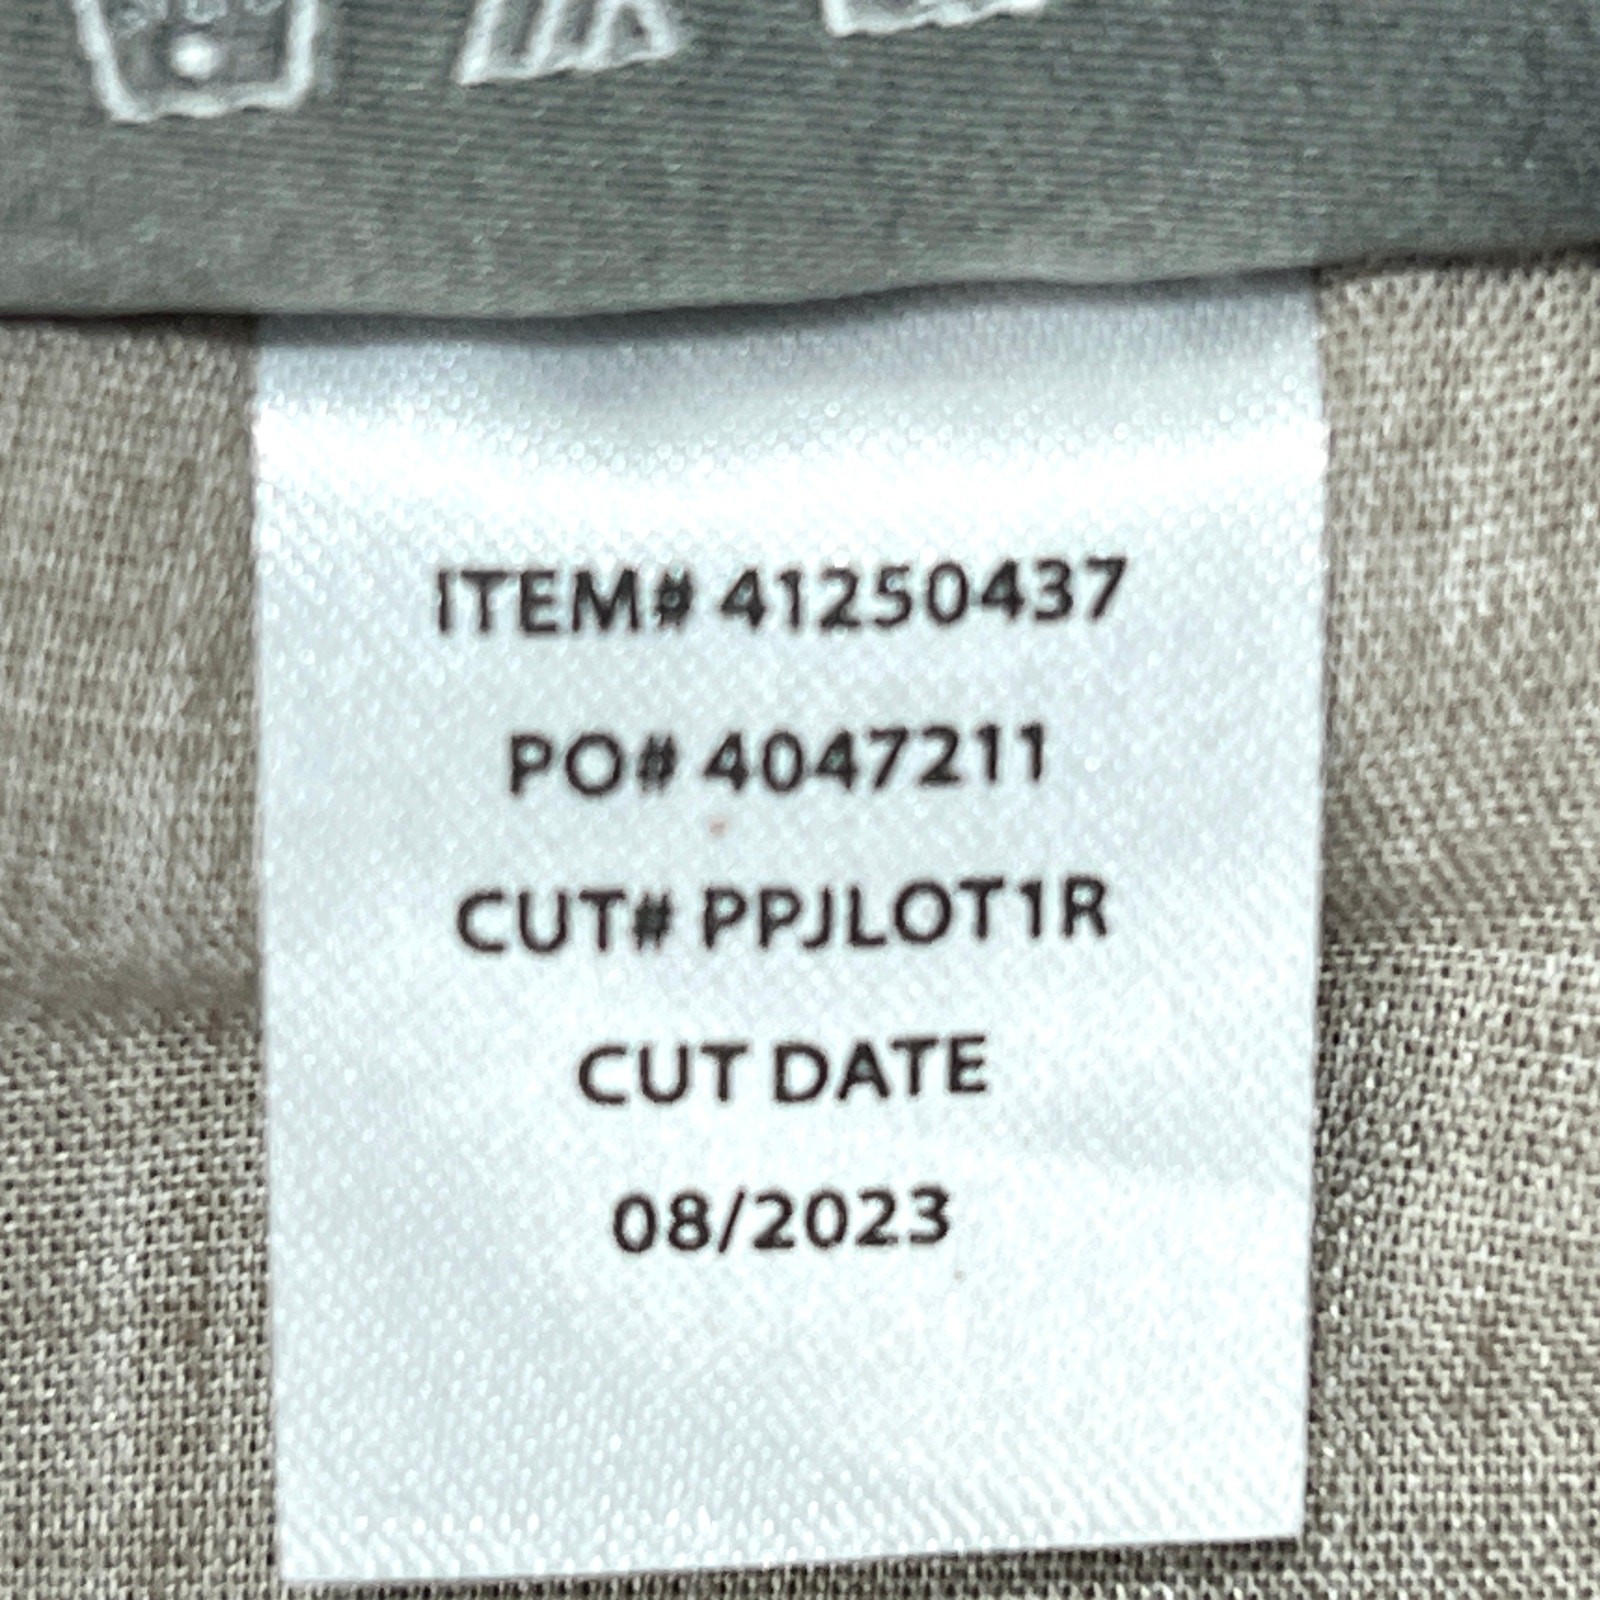 ITEM# 41250437
PO# 4047211
CUT# PPJLOT1R
CUT DATE
08/2023